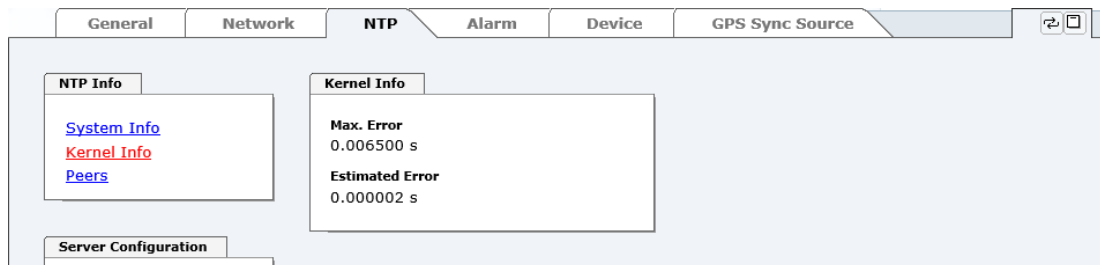 General Network NTP Alarm Device GPS Sync Source
NTP Info
System Info
Kernel Info
Peers
Kernel Info
Max. Error
0.006500 s
Estimated Error
0.000002 s
Server Configuration